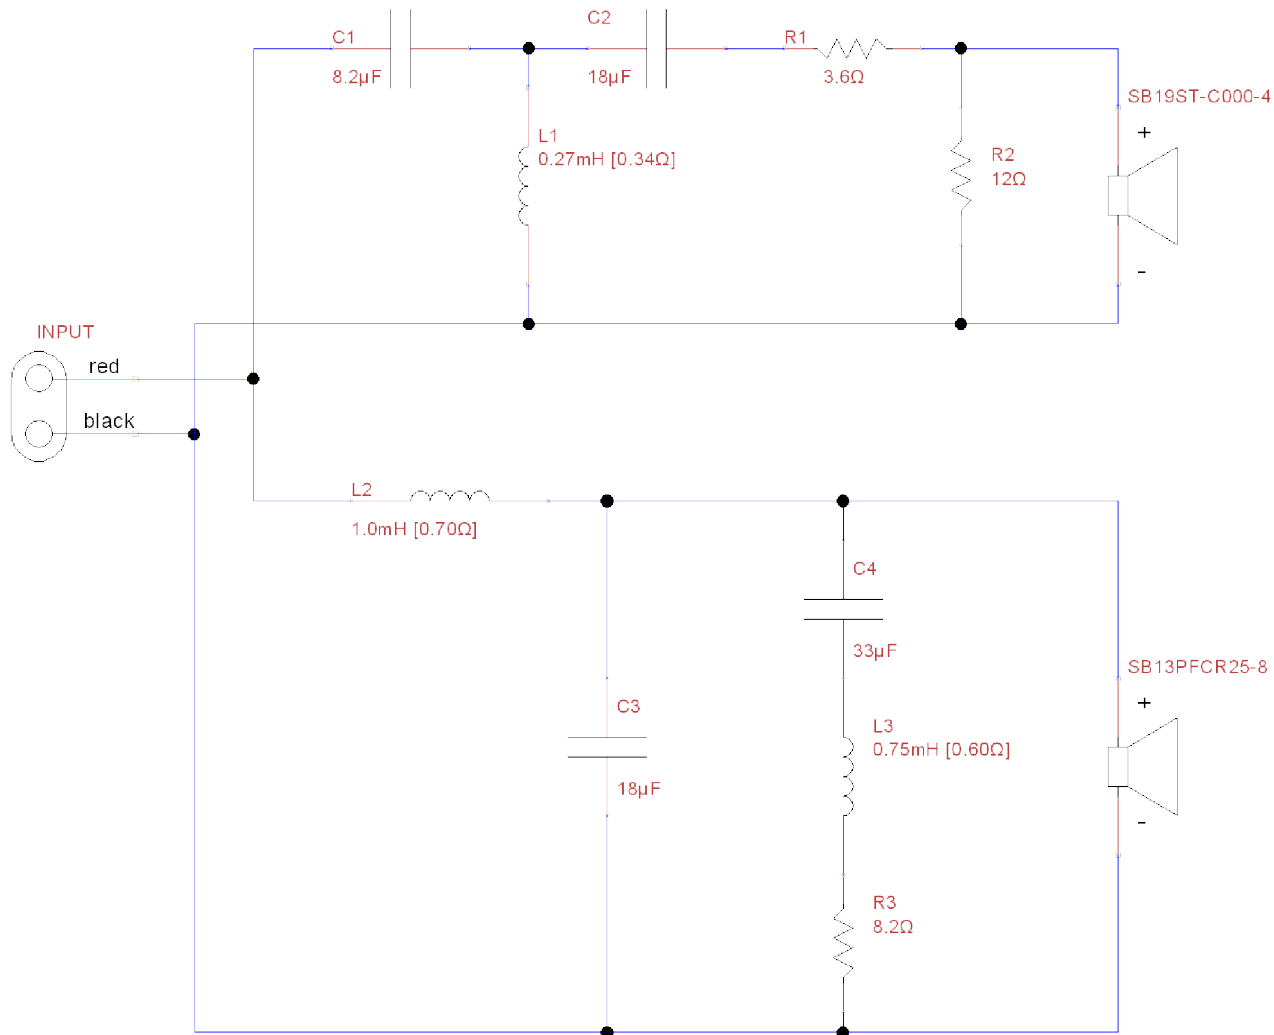 C1
8.2µF
C2
18µF
R1
3.6Ω
SB19ST-C000-4
+
L1
0.27mH [0.34Ω]
R2
12Ω
-
INPUT
red
black
L2
1.0mH [0.70Ω]
C4
33µF
SB13PFCR25-8
+
C3
18µF
L3
0.75mH [0.60Ω]
-
R3
8.2Ω